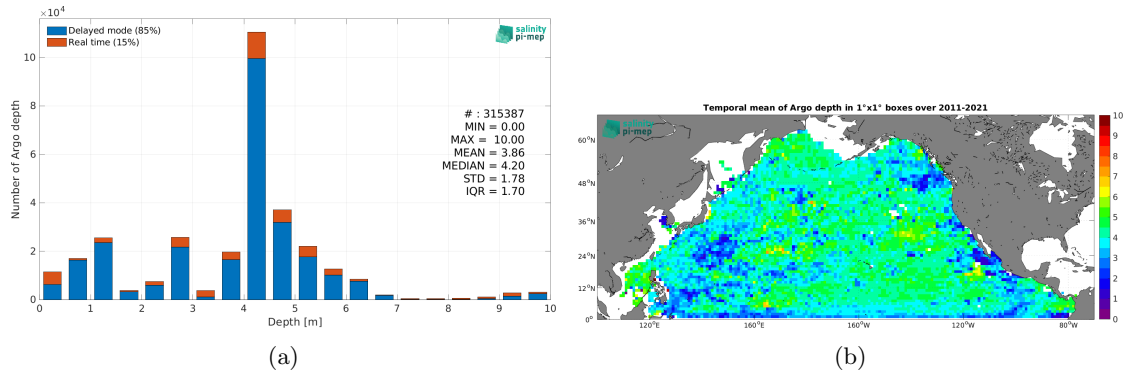 ×10⁴
Delayed mode (85%)
Real time (15%)
salinity
pi-mep
# : 315387
MIN = 0.00
MAX = 10.00
MEAN = 3.86
MEDIAN = 4.20
STD = 1.78
IQR = 1.70
Number of Argo depth
10
8
6
4
2
0
0 1 2 3 4 5 6 7 8 9 10
Depth [m]
(a)
Temporal mean of Argo depth in 1°x1° boxes over 2011-2021
salinity
pi-mep
60°N
48°N
36°N
24°N
12°N
0°
120°E 160°E 160°W 120°W 80°W
10
9
8
7
6
5
4
3
2
1
0
(b)